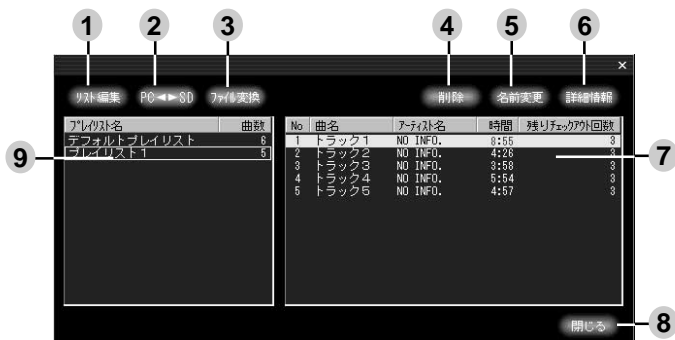 1 2 3 4 5 6
×
リスト編集 PC◄►SD ファイル変換 削除 名前変更 詳細情報
プレイリスト名 曲数 No 曲名 アーティスト名 時間 残りチェックアウト回数
デフォルトプレイリスト 6 1 トラック1 NO INFO. 8:55 3
プレイリスト1 5 2 トラック2 NO INFO. 4:26 3
3 トラック3 NO INFO. 3:58 3
4 トラック4 NO INFO. 5:54 3
5 トラック5 NO INFO. 4:57 3
9 7
閉じる 8